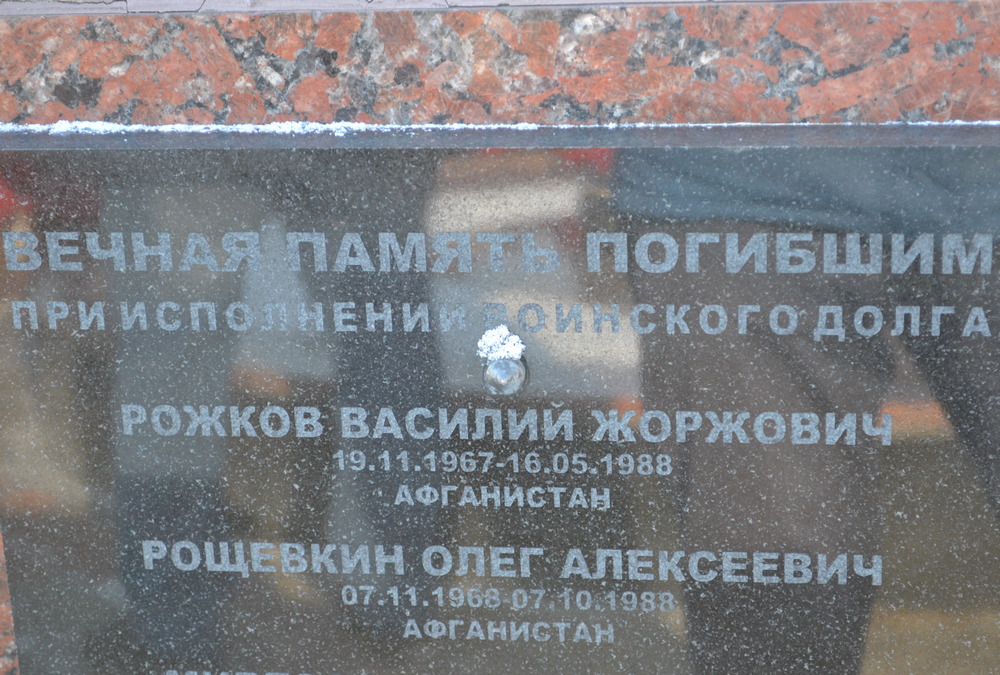 ВЕЧНАЯ ПАМЯТЬ ПОГИБШИМ
ПРИ ИСПОЛНЕНИИ ВОИНСКОГО ДОЛГА
РОЖКОВ ВАСИЛИЙ ЖОРЖОВИЧ
19.11.1967-16.05.1988
АФГАНИСТАН
РОЩЕВКИН ОЛЕГ АЛЕКСЕЕВИЧ
07.11.1968-07.10.1988
АФГАНИСТАН